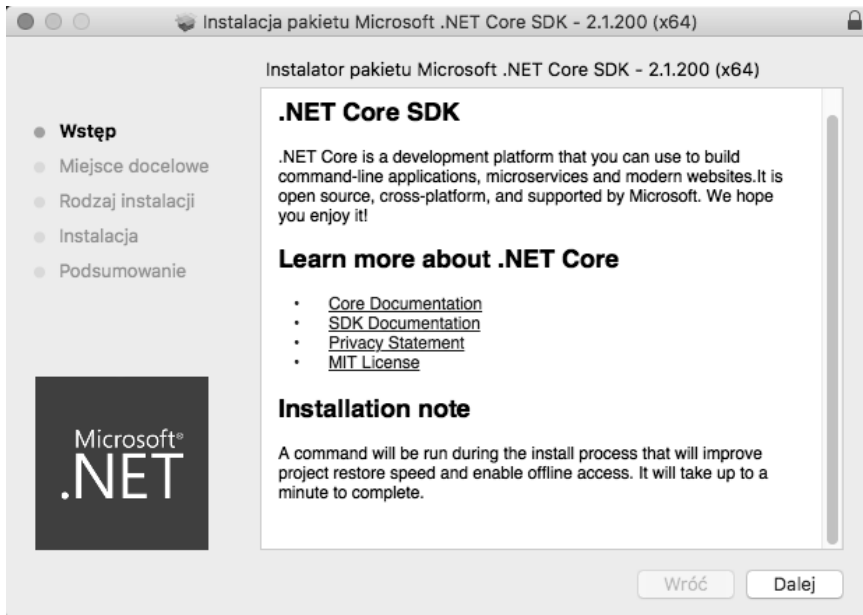 Instalacja pakietu Microsoft .NET Core SDK - 2.1.200 (x64)
Instalator pakietu Microsoft .NET Core SDK - 2.1.200 (x64)
Wstęp
Miejsce docelowe
Rodzaj instalacji
Instalacja
Podsumowanie
Microsoft®
.NET
.NET Core SDK
.NET Core is a development platform that you can use to build
command-line applications, microservices and modern websites.It is
open source, cross-platform, and supported by Microsoft. We hope
you enjoy it!
Learn more about .NET Core
• Core Documentation
• SDK Documentation
• Privacy Statement
• MIT License
Installation note
A command will be run during the install process that will improve
project restore speed and enable offline access. It will take up to a
minute to complete.
Wróć
Dalej